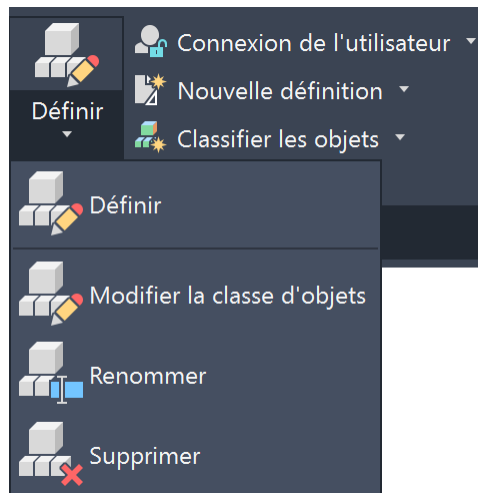 Connexion de l'utilisateur
Nouvelle définition
Définir
Classifier les objets
Définir
Modifier la classe d'objets
Renommer
Supprimer